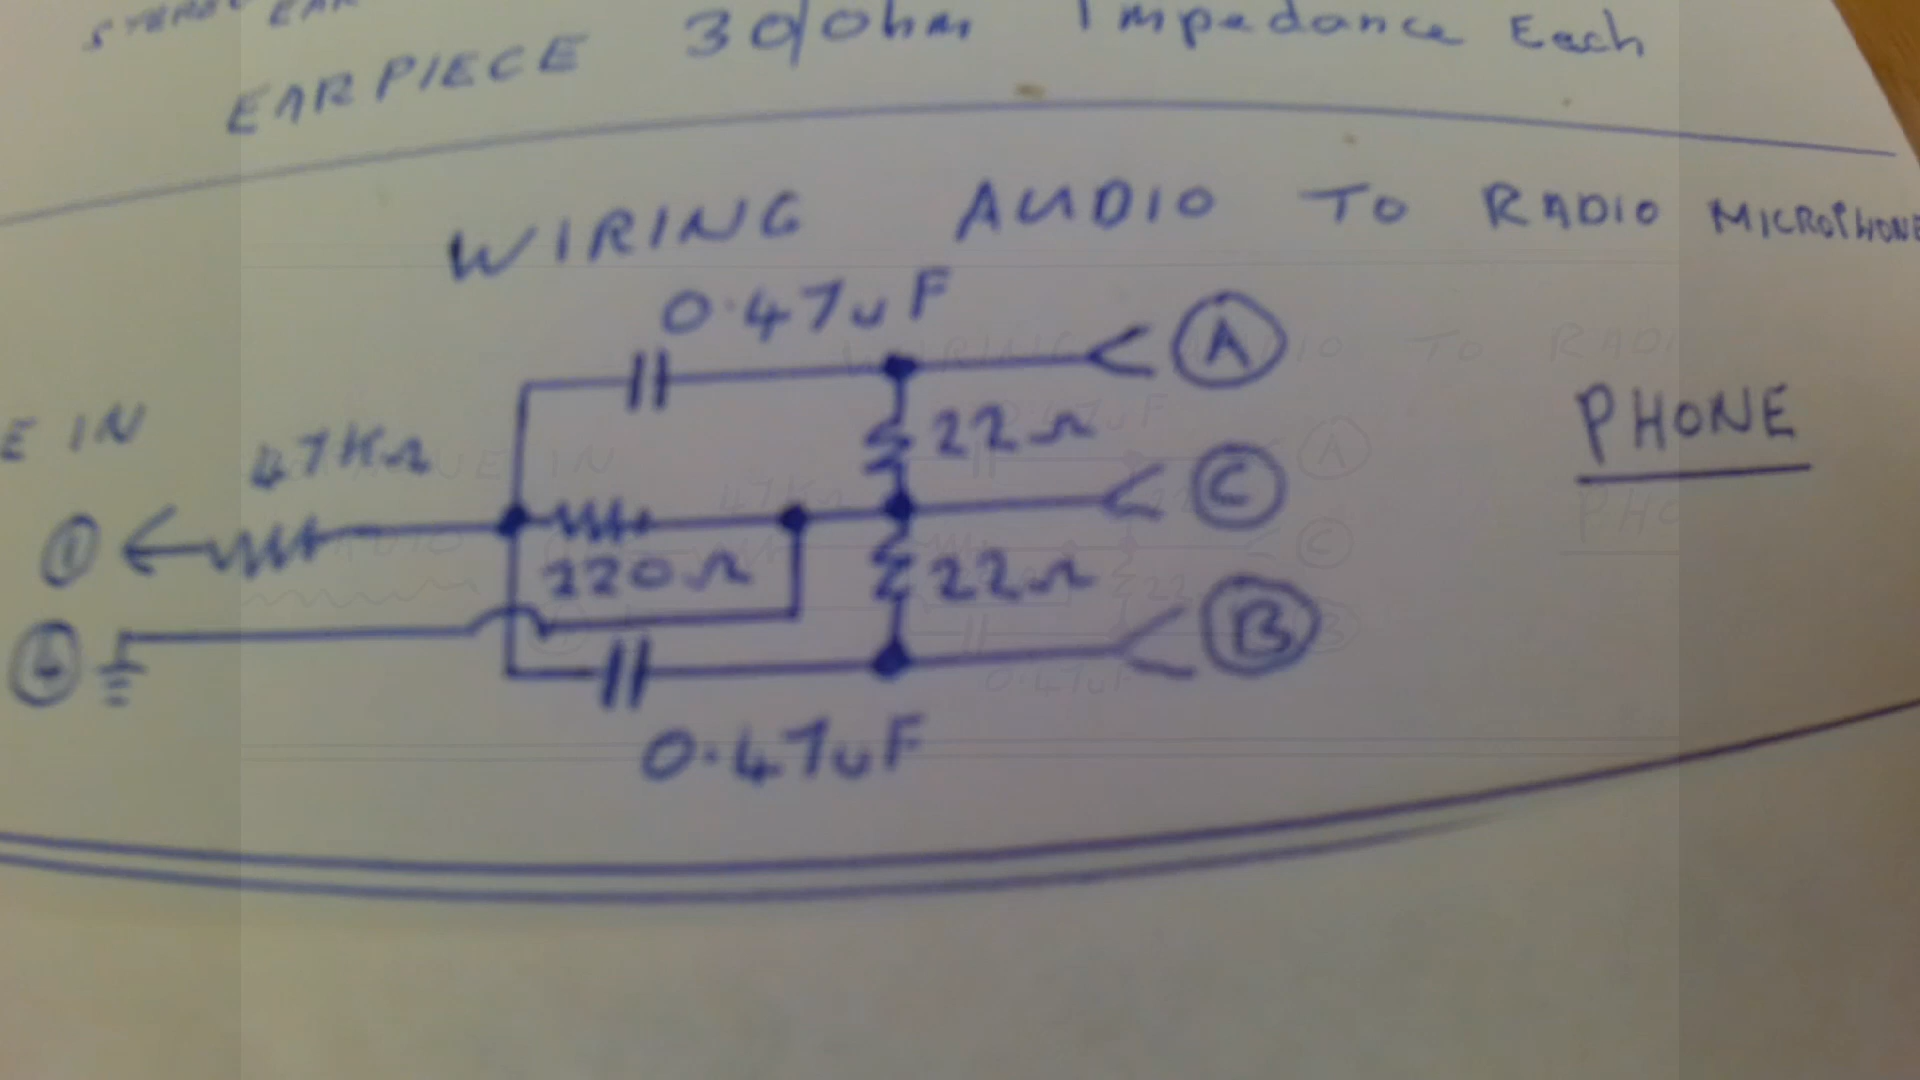 EARPIECE 30/Ohm Impedance Each
WIRING AUDIO TO RADIO MICROPHONE
0.47uF
A
E IN
47KΩ
22Ω
PHONE
1
C
220Ω
22Ω
B
0.47uF